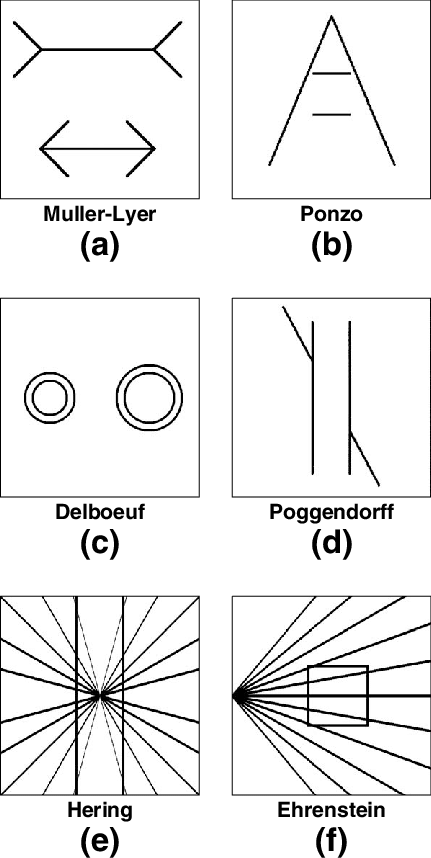 Muller-Lyer
(a)
Ponzo
(b)
Delboeuf
(c)
Poggendorff
(d)
Hering
(e)
Ehrenstein
(f)